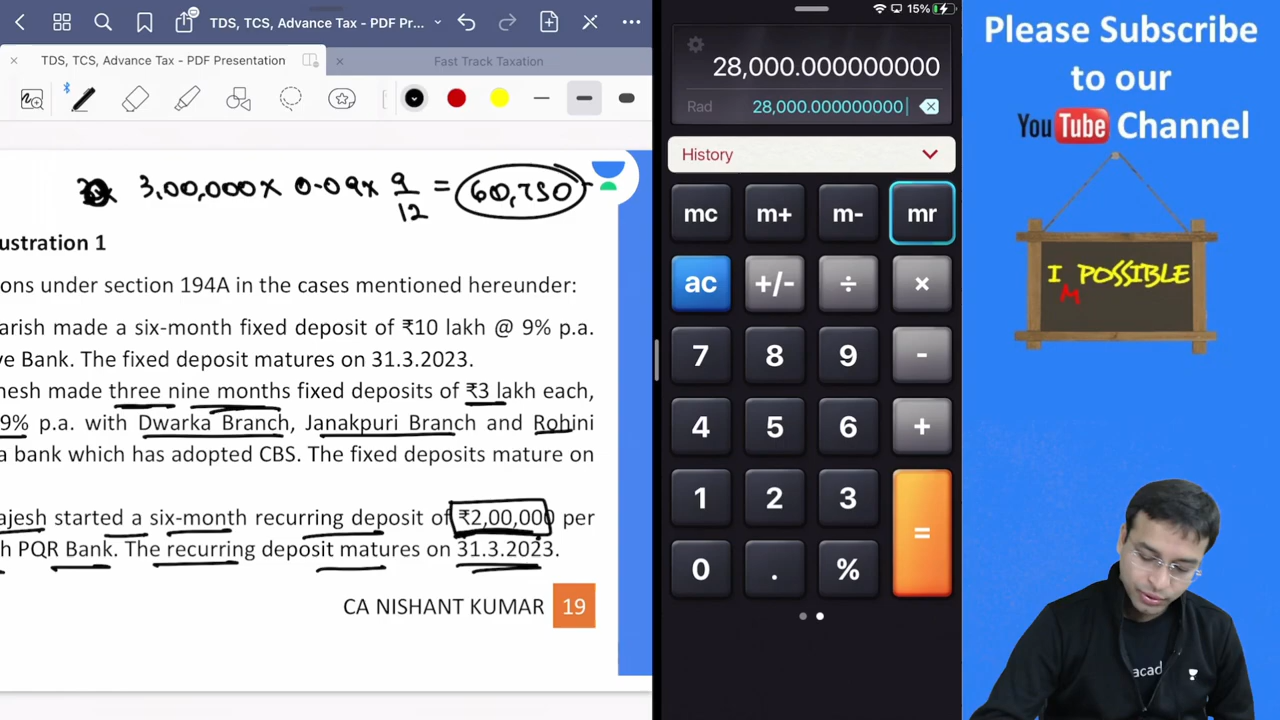 TDS, TCS, Advance Tax - PDF Pr...
TDS, TCS, Advance Tax - PDF Presentation
Fast Track Taxation
3,00,000 x 0.09 x 9/12 = 60,750
ustration 1
ons under section 194A in the cases mentioned hereunder:
arish made a six-month fixed deposit of ₹10 lakh @ 9% p.a.
ve Bank. The fixed deposit matures on 31.3.2023.
nesh made three nine months fixed deposits of ₹3 lakh each,
9% p.a. with Dwarka Branch, Janakpuri Branch and Rohini
a bank which has adopted CBS. The fixed deposits mature on
ajesh started a six-month recurring deposit of ₹2,00,000 per
h PQR Bank. The recurring deposit matures on 31.3.2023.
CA NISHANT KUMAR 19
15%
28,000.000000000
Rad 28,000.000000000
History
mc m+ m- mr
ac +/- ÷ ×
7 8 9 -
4 5 6 +
1 2 3 =
0 . %
Please Subscribe
to our
YouTube Channel
I POSSIBLE
M
acad